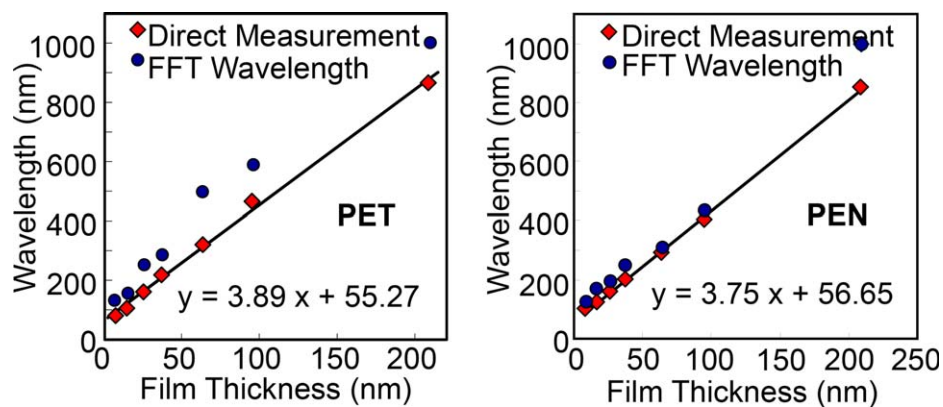 1000
800
600
400
200
0
Wavelength (nm)
Direct Measurement
FFT Wavelength
PET
y = 3.89 x + 55.27
0 50 100 150 200
Film Thickness (nm)
1000
800
600
400
200
0
Wavelength (nm)
Direct Measurement
FFT Wavelength
PEN
y = 3.75 x + 56.65
0 50 100 150 200 250
Film Thickness (nm)